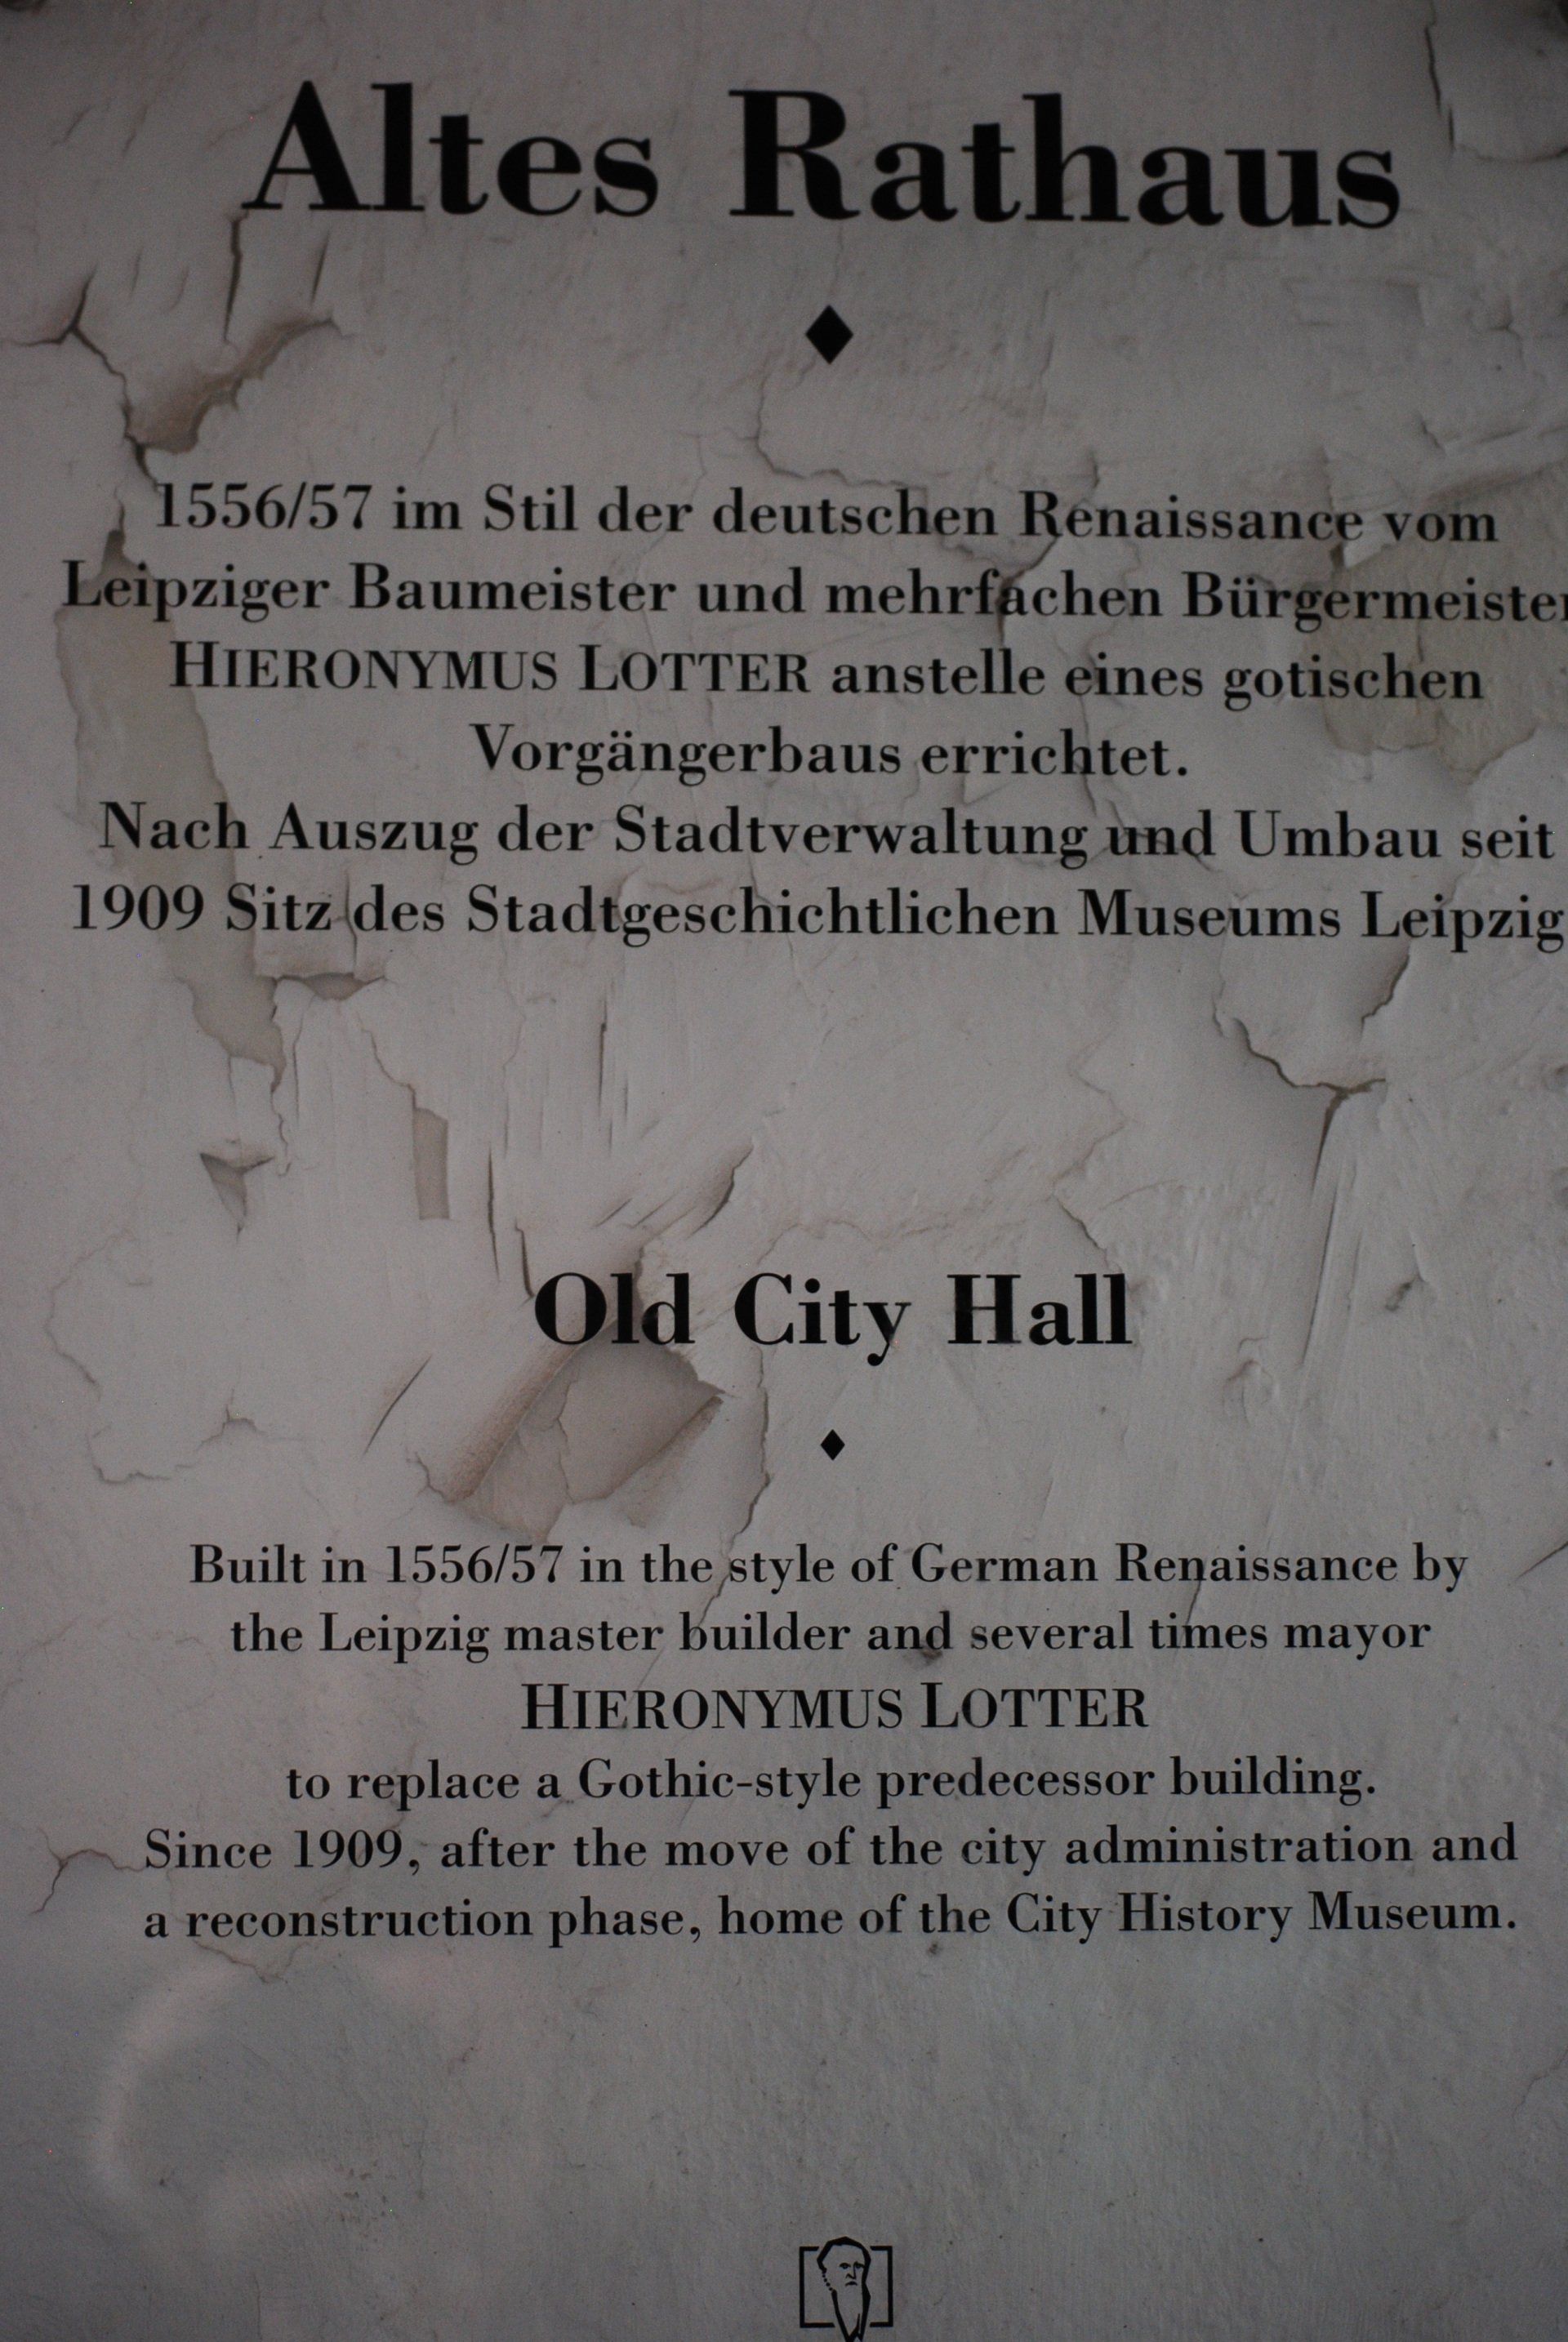 Altes Rathaus
1556/57 im Stil der deutschen Renaissance vom
Leipziger Baumeister und mehrfachen Bürgermeister
HIERONYMUS LOTTER anstelle eines gotischen
Vorgängerbaus errichtet.
Nach Auszug der Stadtverwaltung und Umbau seit
1909 Sitz des Stadtgeschichtlichen Museums Leipzig
Old City Hall
Built in 1556/57 in the style of German Renaissance by
the Leipzig master builder and several times mayor
HIERONYMUS LOTTER
to replace a Gothic-style predecessor building.
Since 1909, after the move of the city administration and
a reconstruction phase, home of the City History Museum.